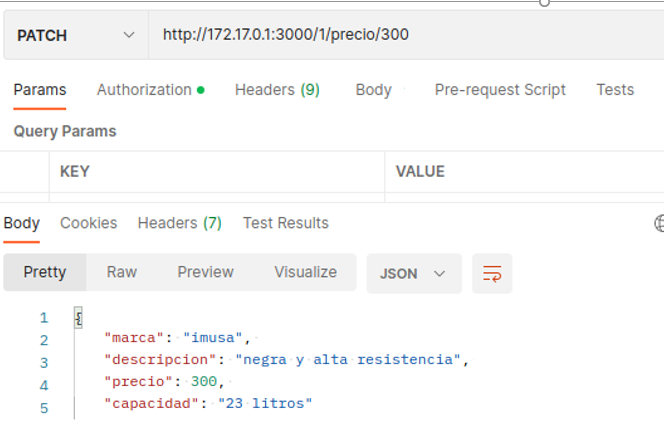 PATCH http://172.17.0.1:3000/1/precio/300
Params Authorization Headers (9) Body Pre-request Script Tests
Query Params
KEY VALUE
Body Cookies Headers (7) Test Results
Pretty Raw Preview Visualize JSON
1 {
2 "marca": "imusa",
3 "descripcion": "negra y alta resistencia",
4 "precio": 300,
5 "capacidad": "23 litros"